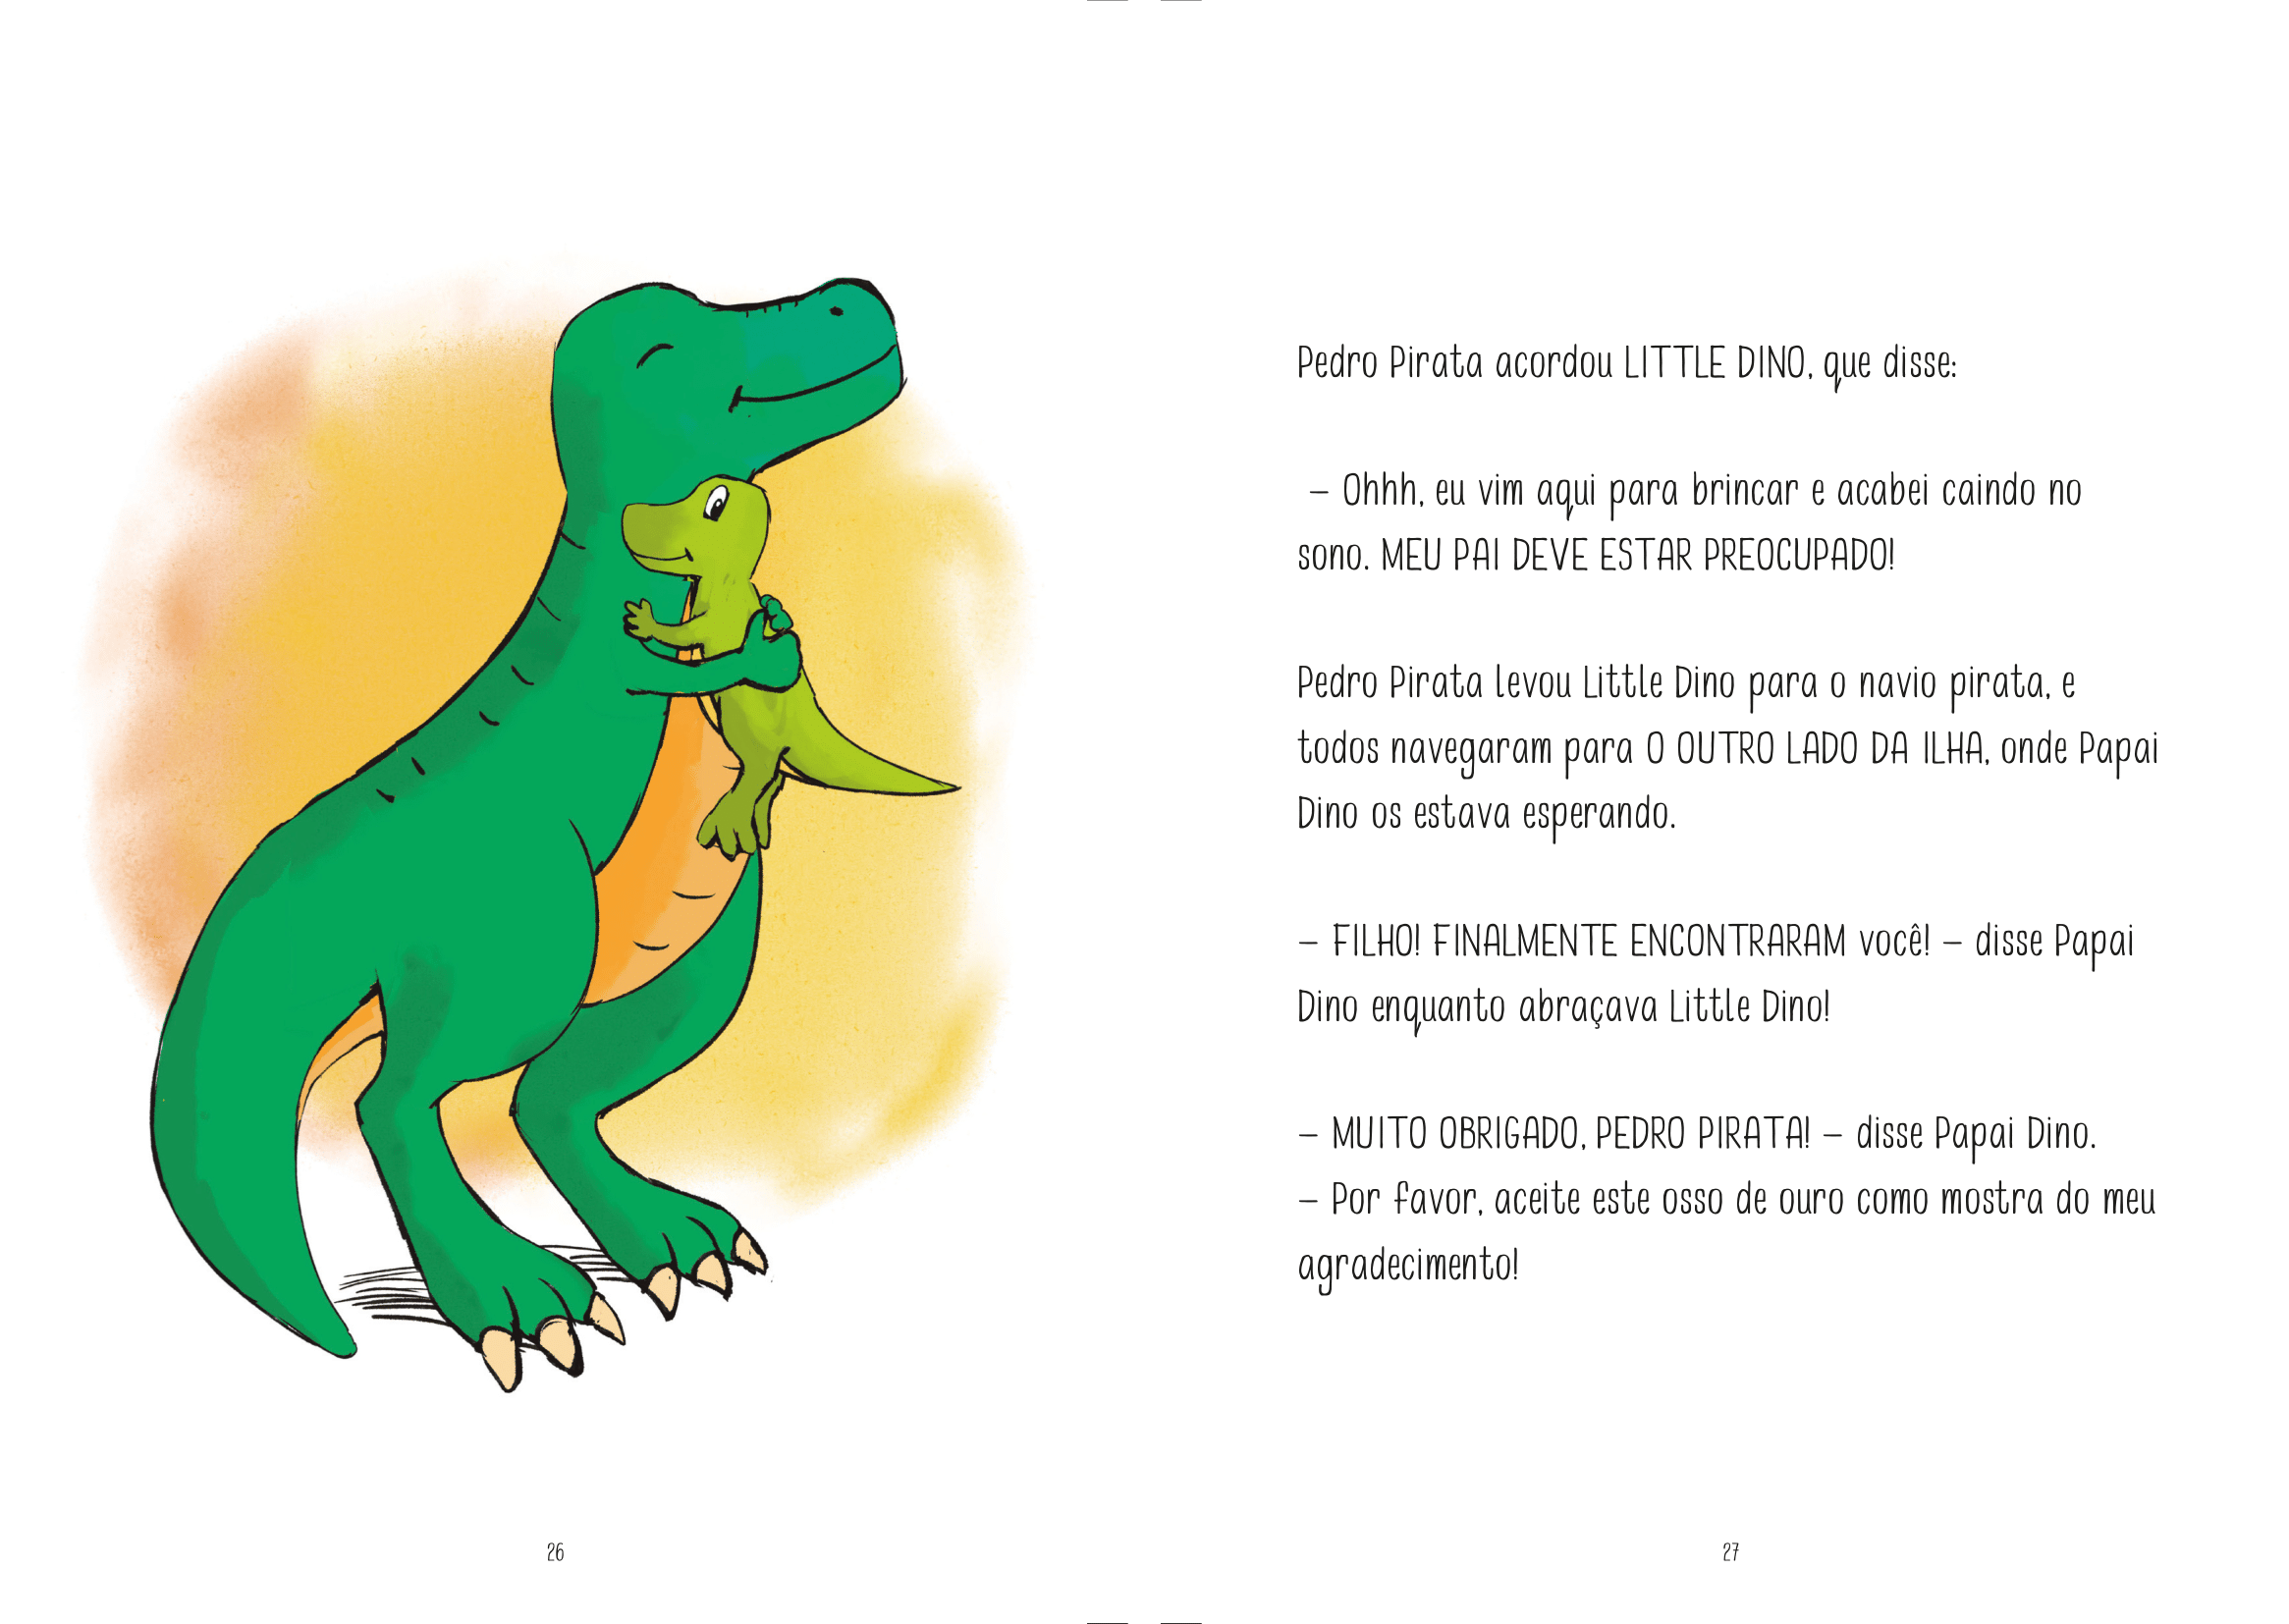 Pedro Pirata acordou LITTLE DINO, que disse:
– Ohhh, eu vim aqui para brincar e acabei caindo no
sono. MEU PAI DEVE ESTAR PREOCUPADO!
Pedro Pirata levou Little Dino para o navio pirata, e
todos navegaram para O OUTRO LADO DA ILHA, onde Papai
Dino os estava esperando.
– FILHO! FINALMENTE ENCONTRARAM você! – disse Papai
Dino enquanto abraçava Little Dino!
– MUITO OBRIGADO, PEDRO PIRATA! – disse Papai Dino.
– Por favor, aceite este osso de ouro como mostra do meu
agradecimento!
26
27